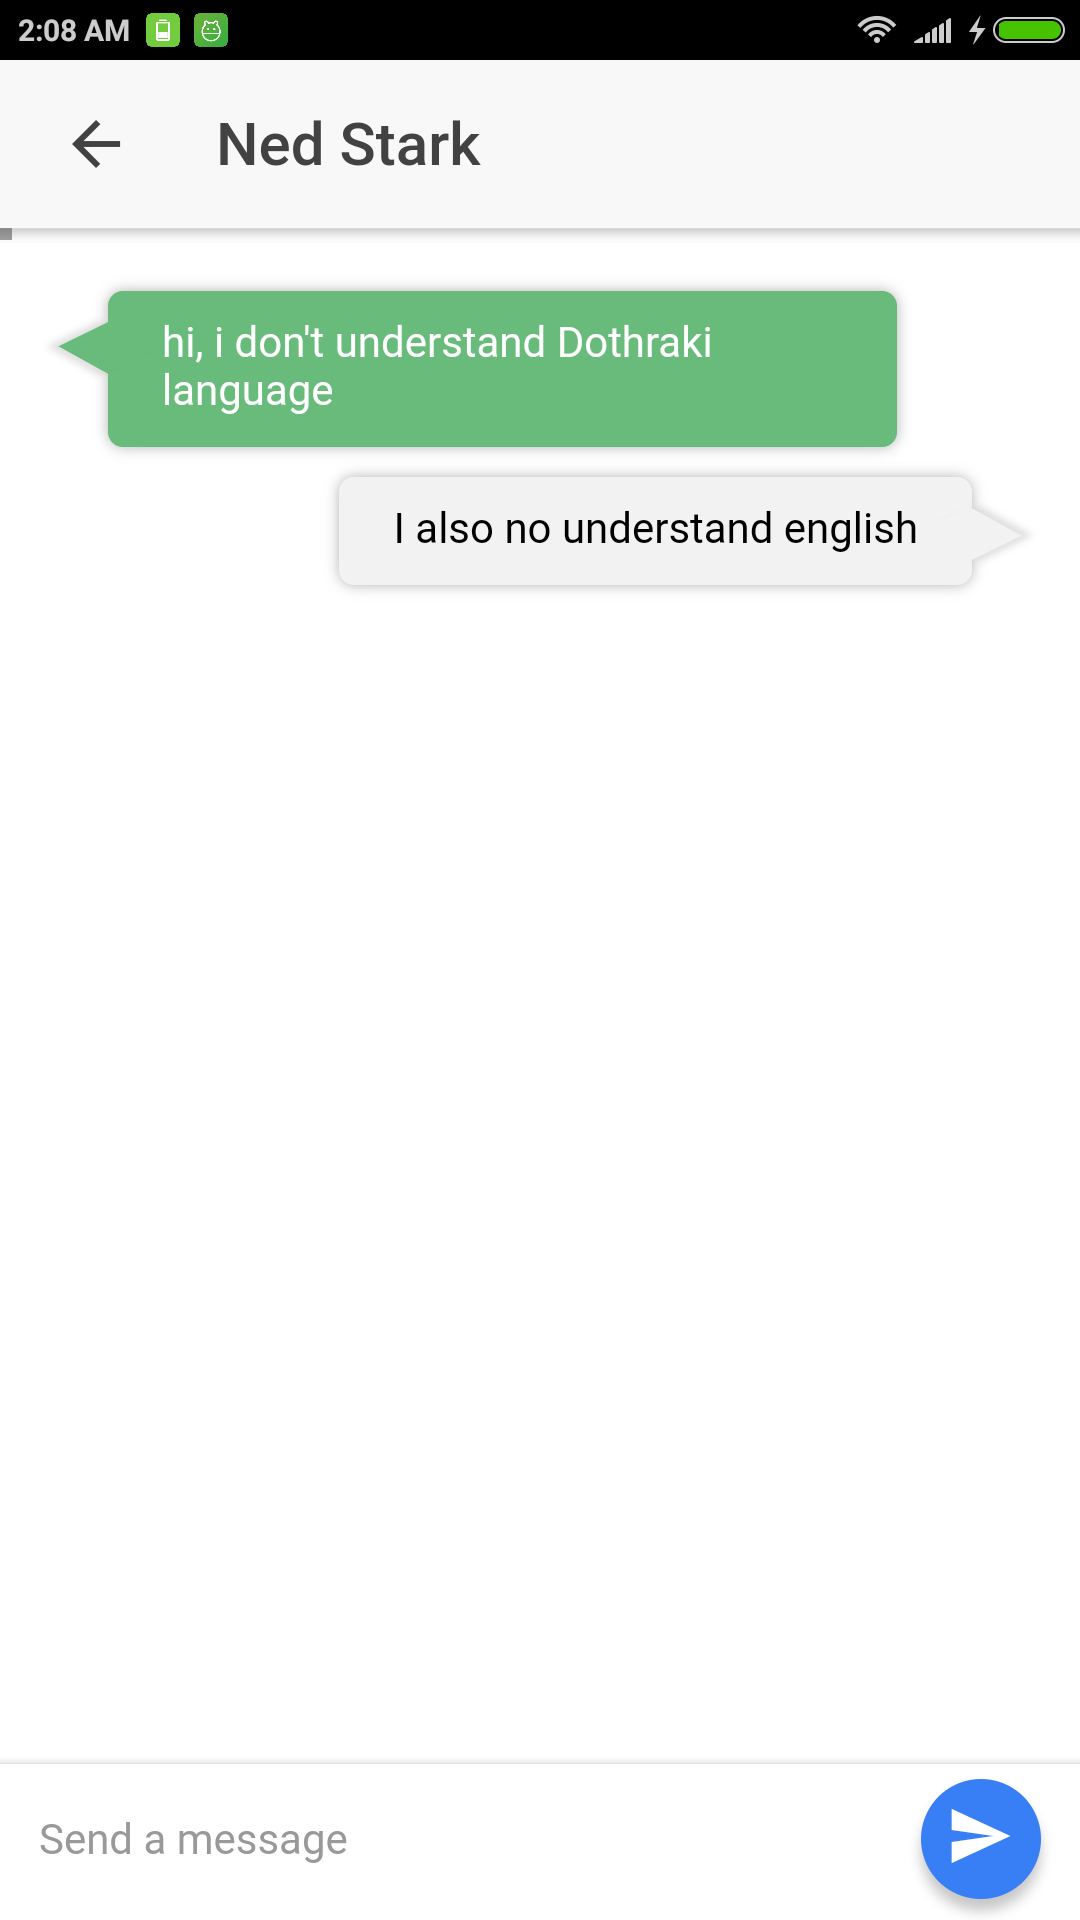 2:08 AM
Ned Stark
hi, i don't understand Dothraki
language
I also no understand english
Send a message